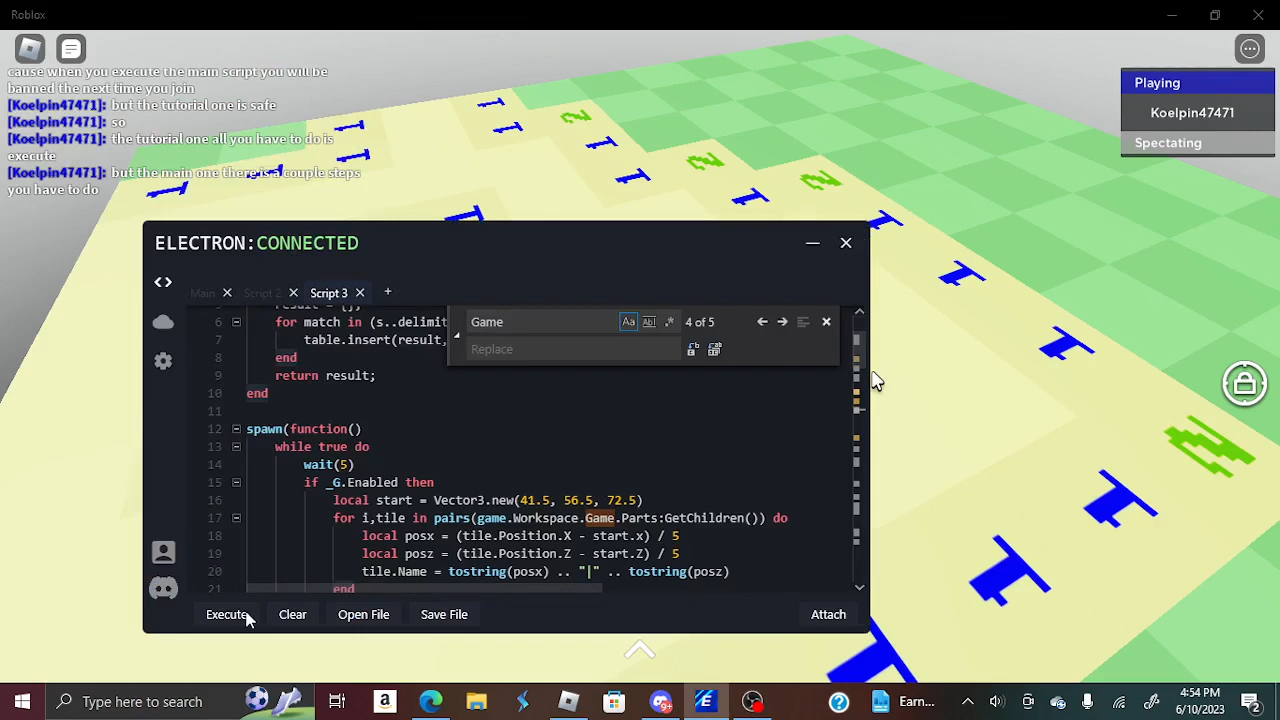 Roblox
cause when you execute the main script you will be
banned the next time you join
[Koelpin47471]: but the tutorial one is safe
[Koelpin47471]: so
[Koelpin47471]: the tutorial one all you have to do is
execute
[Koelpin47471]: but the main one there is a couple steps
you have to do
Playing
Koelpin47471
Spectating
ELECTRON:CONNECTED
Main
Script 2
Script 3
+
Game
Aa
4 of 5
Replace
6 for match in (s..delimit
7 table.insert(result,
8 end
9 return result;
10 end
11
12 spawn(function()
13 while true do
14 wait(5)
15 if _G.Enabled then
16 local start = Vector3.new(41.5, 56.5, 72.5)
17 for i,tile in pairs(game.Workspace.Game.Parts:GetChildren()) do
18 local posx = (tile.Position.X - start.x) / 5
19 local posz = (tile.Position.Z - start.Z) / 5
20 tile.Name = tostring(posx) .. "|" .. tostring(posz)
21 end
Execute
Clear
Open File
Save File
Attach
Type here to search
Earn...
4:54 PM
6/10/2023